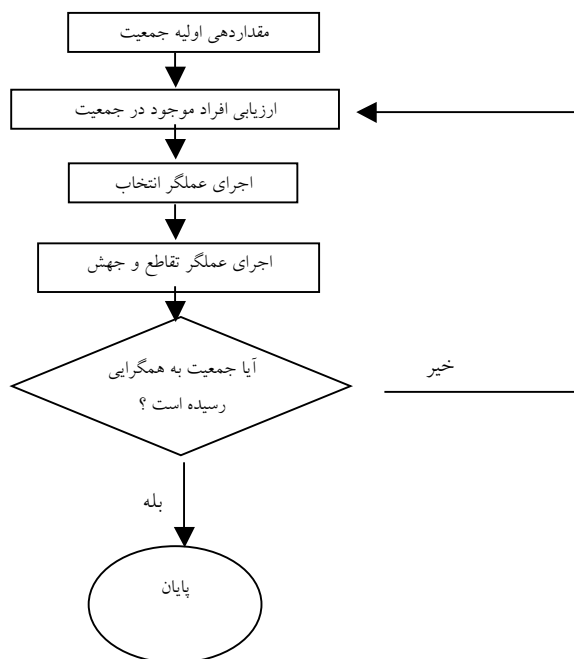 مقداردهی اولیه جمعیت
ارزیابی افراد موجود در جمعیت
اجرای عملگر انتخاب
اجرای عملگر تقاطع و جهش
آیا جمعیت به همگرایی
رسیده است ؟
خیر
بله
پایان